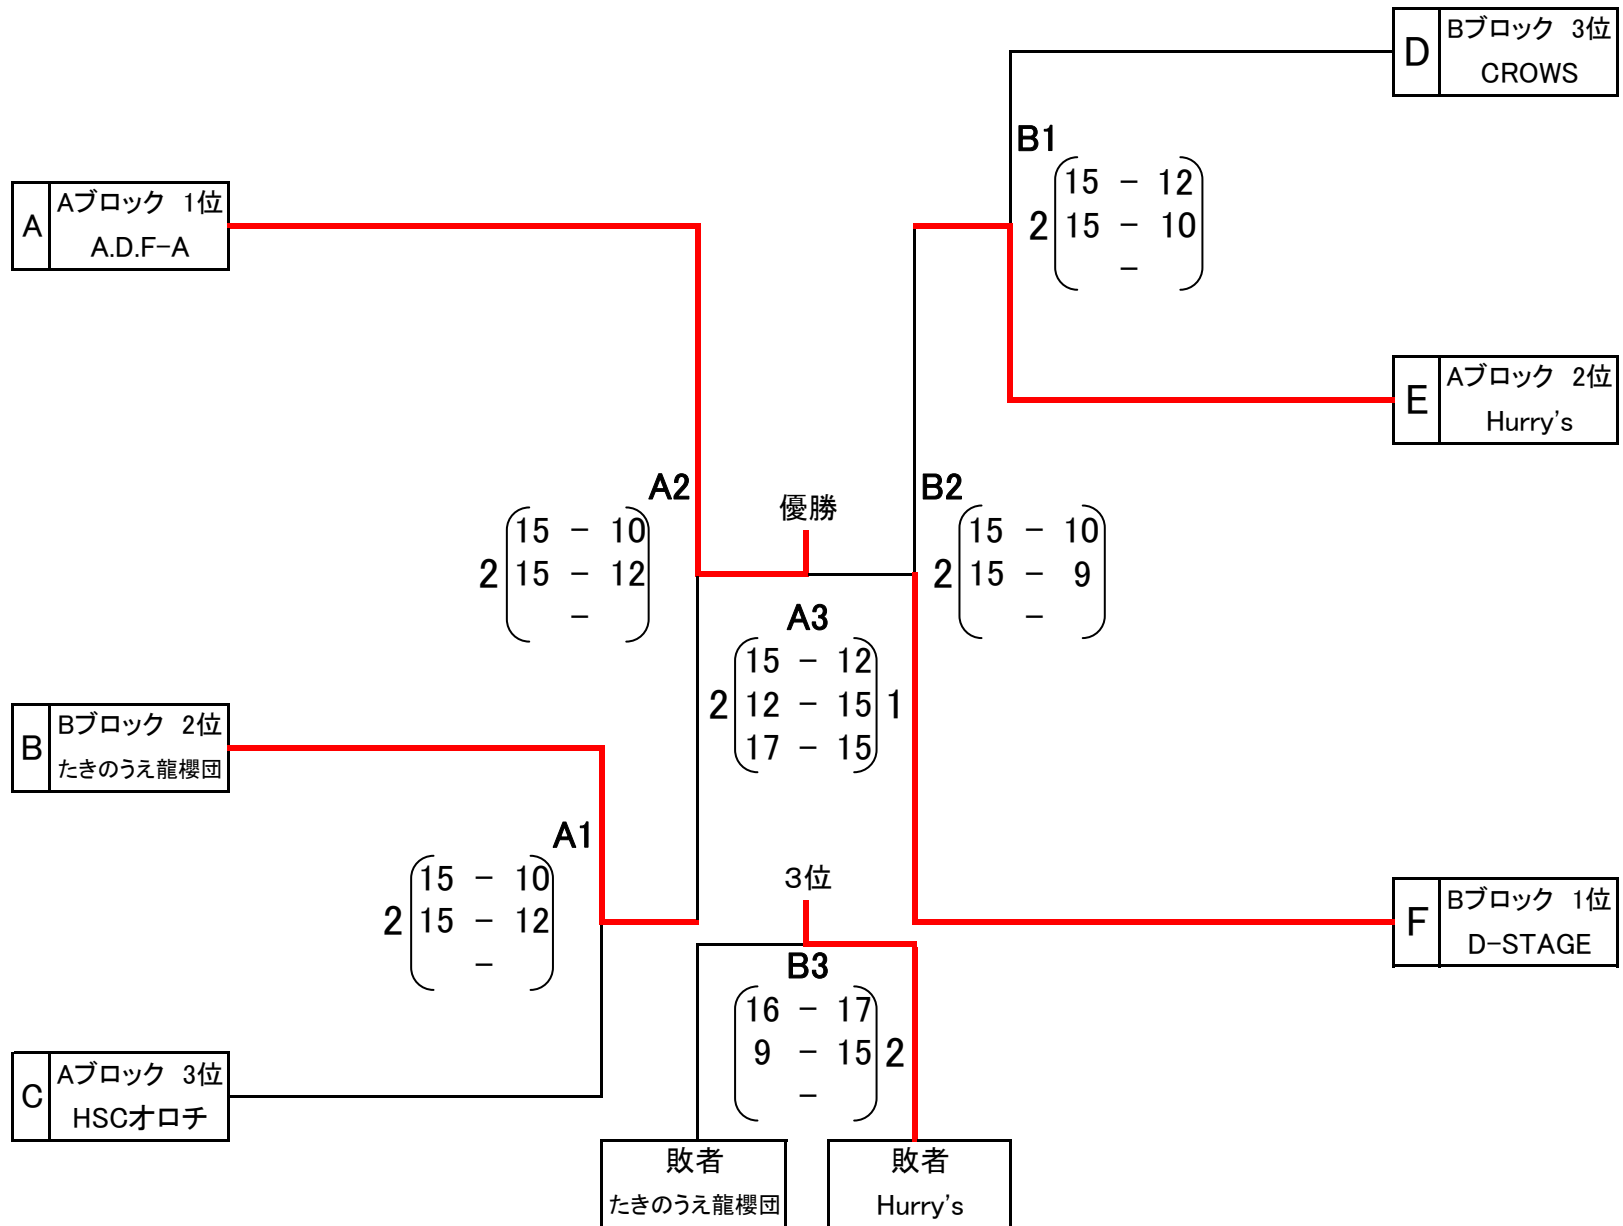 D
Bブロック 3位
CROWS
B1
15 - 12
2 15 - 10
-
A
Aブロック 1位
A.D.F-A
E
Aブロック 2位
Hurry's
A2
15 - 10
2 15 - 12
-
優勝
B2
15 - 10
2 15 - 9
-
A3
15 - 12
2 12 - 15 1
17 - 15
B
Bブロック 2位
たきのうえ龍櫻団
A1
15 - 10
2 15 - 12
-
3位
F
Bブロック 1位
D-STAGE
B3
16 - 17
9 - 15 2
-
C
Aブロック 3位
HSCオロチ
敗者
たきのうえ龍櫻団
敗者
Hurry's